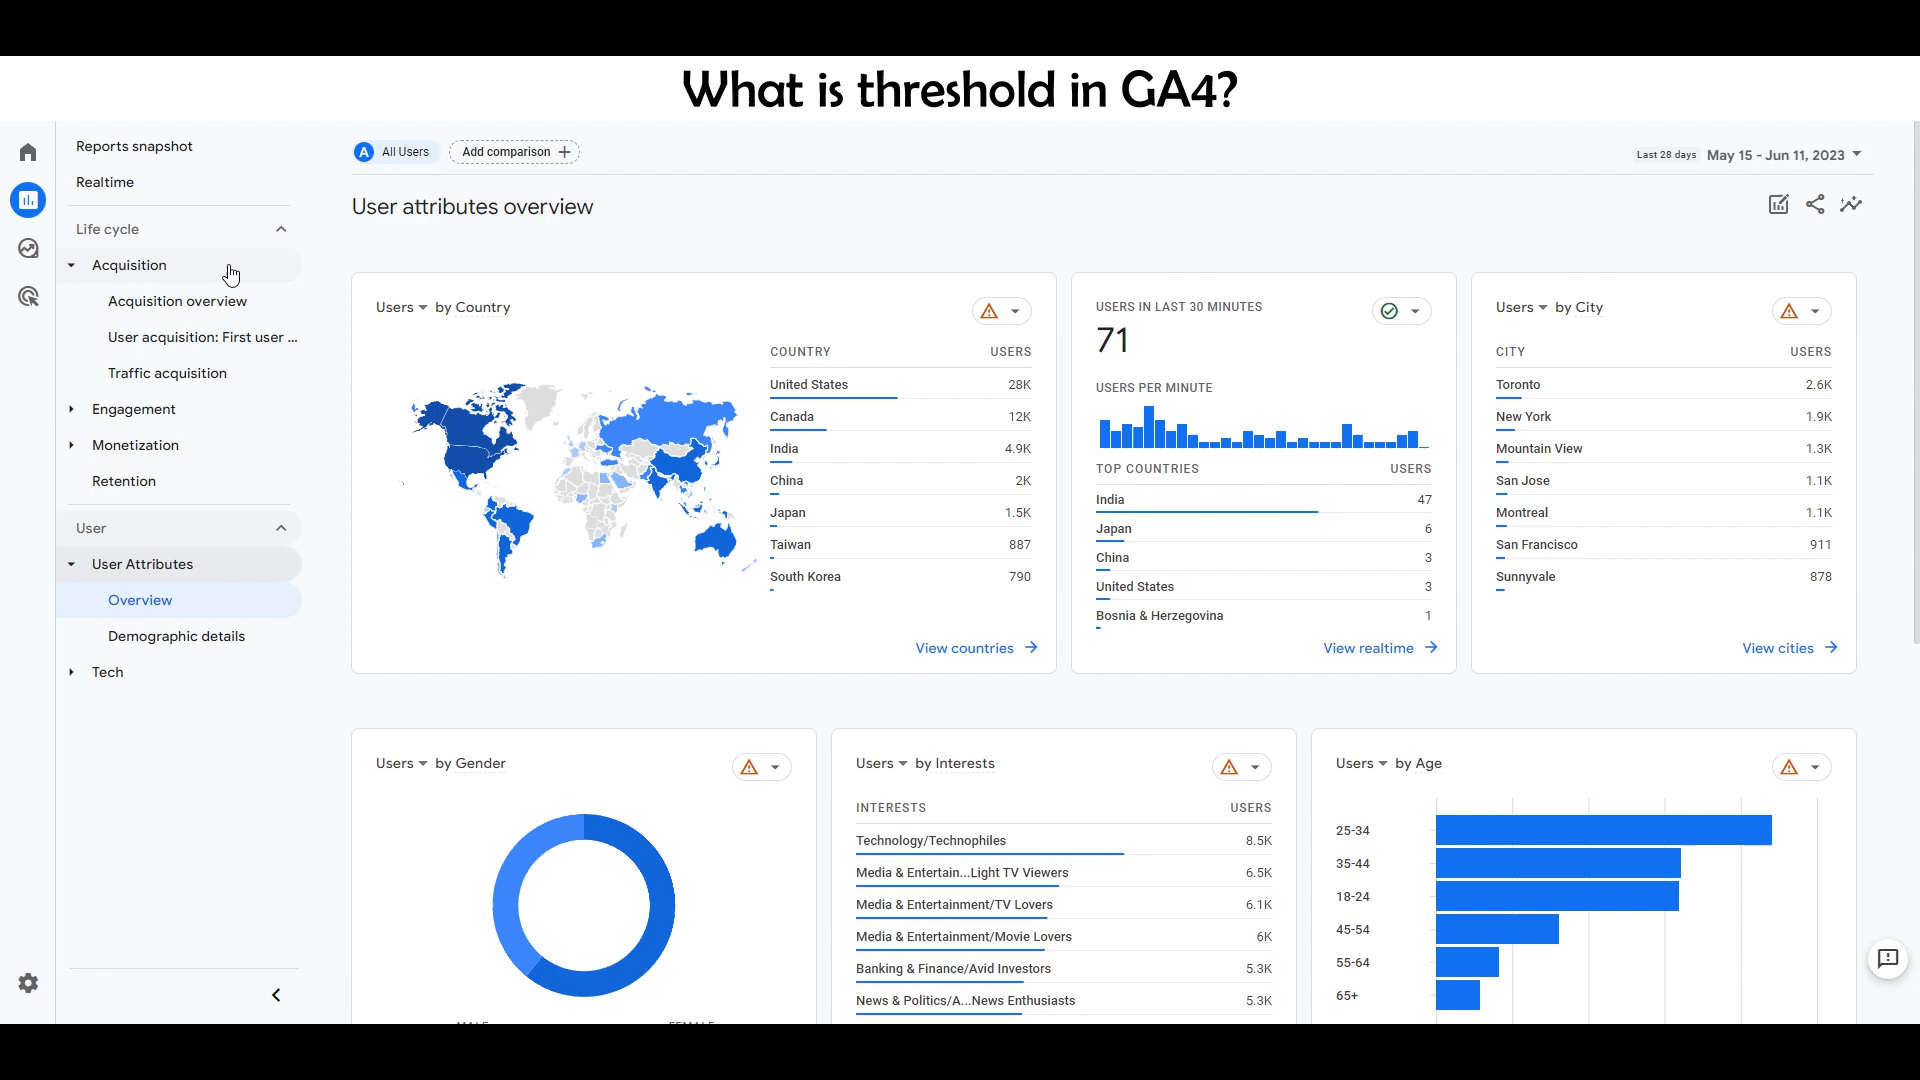 What is threshold in GA4?
Reports snapshot
Realtime
Life cycle
Acquisition
Acquisition overview
User acquisition: First user ...
Traffic acquisition
Engagement
Monetization
Retention
User
User Attributes
Overview
Demographic details
Tech
A All Users
Add comparison +
Last 28 days May 15 - Jun 11, 2023
User attributes overview
Users by Country
COUNTRY USERS
United States 28K
Canada 12K
India 4.9K
China 2K
Japan 1.5K
Taiwan 887
South Korea 790
View countries
USERS IN LAST 30 MINUTES
71
USERS PER MINUTE
TOP COUNTRIES USERS
India 47
Japan 6
China 3
United States 3
Bosnia & Herzegovina 1
View realtime
Users by City
CITY USERS
Toronto 2.6K
New York 1.9K
Mountain View 1.3K
San Jose 1.1K
Montreal 1.1K
San Francisco 911
Sunnyvale 878
View cities
Users by Gender
MALE FEMALE
Users by Interests
INTERESTS USERS
Technology/Technophiles 8.5K
Media & Entertain...Light TV Viewers 6.5K
Media & Entertainment/TV Lovers 6.1K
Media & Entertainment/Movie Lovers 6K
Banking & Finance/Avid Investors 5.3K
News & Politics/A...News Enthusiasts 5.3K
Users by Age
25-34
35-44
18-24
45-54
55-64
65+